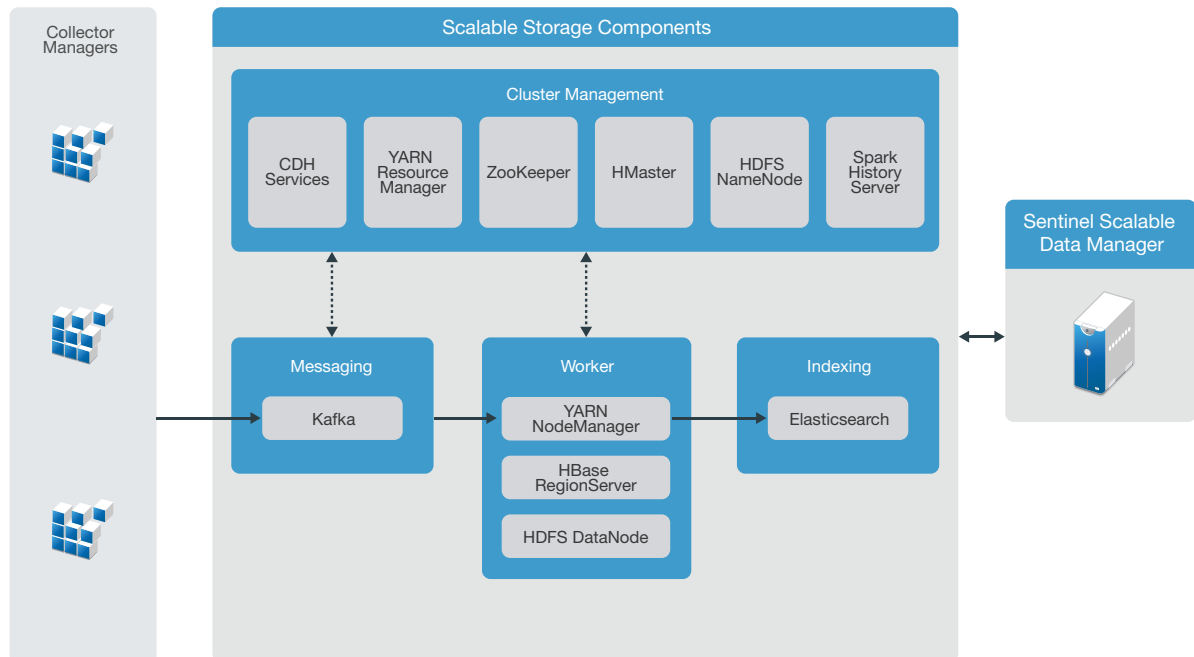 Collector
Managers
Scalable Storage Components
Cluster Management
CDH
Services
YARN
Resource
Manager
ZooKeeper
HMaster
HDFS
NameNode
Spark
History
Server
Sentinel Scalable
Data Manager
Messaging
Kafka
Worker
YARN
NodeManager
HBase
RegionServer
HDFS DataNode
Indexing
Elasticsearch